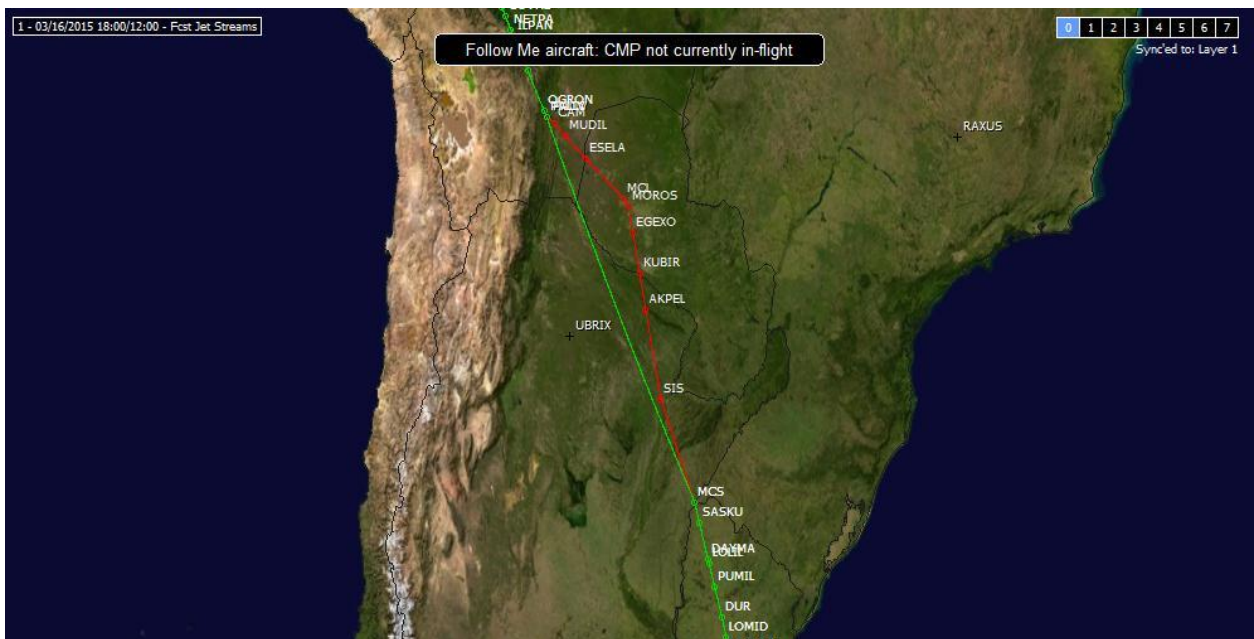 1 - 03/16/2015 18:00/12:00 - Fcst Jet Streams
0 1 2 3 4 5 6 7
Sync'ed to: Layer 1
NETPA
ILPAN
Follow Me aircraft: CMP not currently in-flight
OGRON
CAM
MUDIL
RAXUS
ESELA
MCL
MOROS
EGEXO
KUBIR
AKPEL
UBRIX
SIS
MCS
SASKU
DAYMA
PUMIL
DUR
LOMID